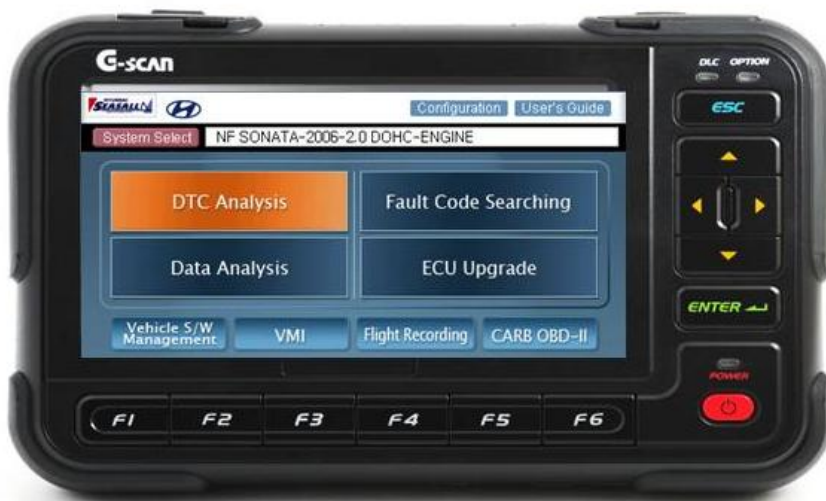 G-scan
DLC OPTION
HYUNDAI
Configuration User's Guide
ESC
System Select NF SONATA-2006-2.0 DOHC-ENGINE
DTC Analysis Fault Code Searching
Data Analysis ECU Upgrade
ENTER
Vehicle S/W Management VMI Flight Recording CARB OBD-II
POWER
F1 F2 F3 F4 F5 F6